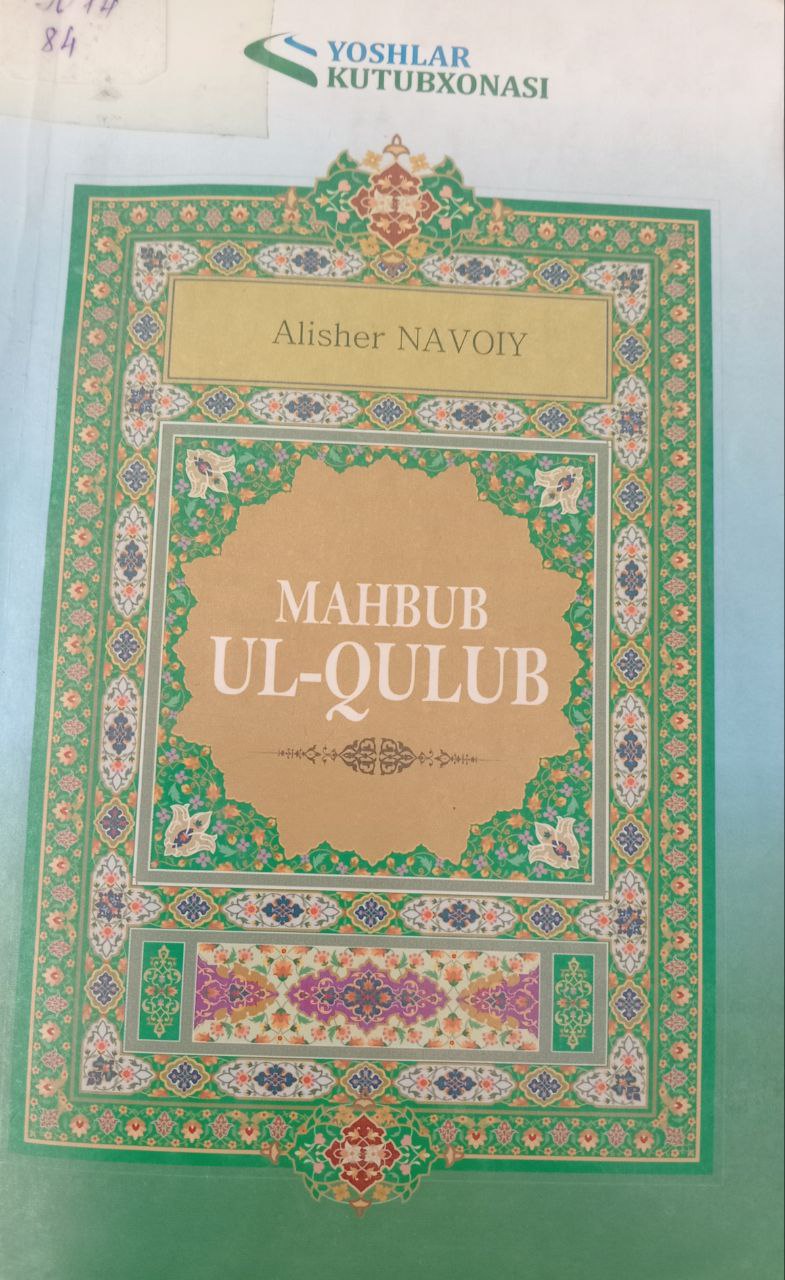 84
YOSHLAR
KUTUBXONASI
Alisher NAVOIY
MAHBUB
UL-QULUB